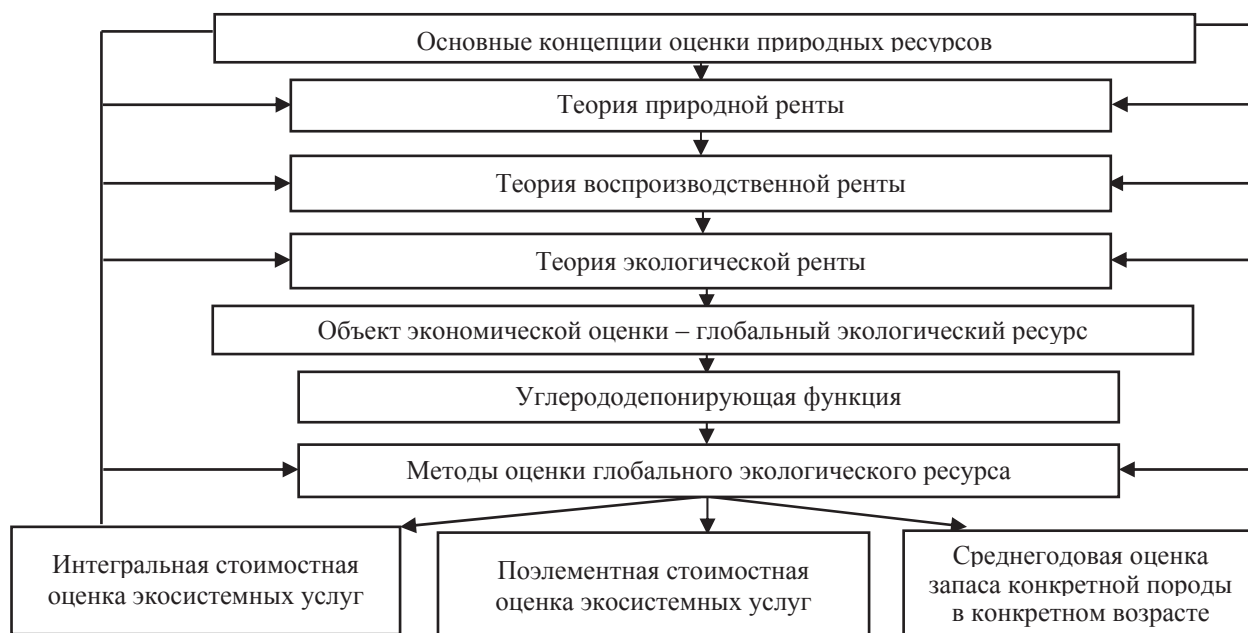 Основные концепции оценки природных ресурсов
Теория природной ренты
Теория воспроизводственной ренты
Теория экологической ренты
Объект экономической оценки – глобальный экологический ресурс
Углерододепонирующая функция
Методы оценки глобального экологического ресурса
Интегральная стоимостная
оценка экосистемных услуг
Поэлементная стоимостная
оценка экосистемных услуг
Среднегодовая оценка
запаса конкретной породы
в конкретном возрасте